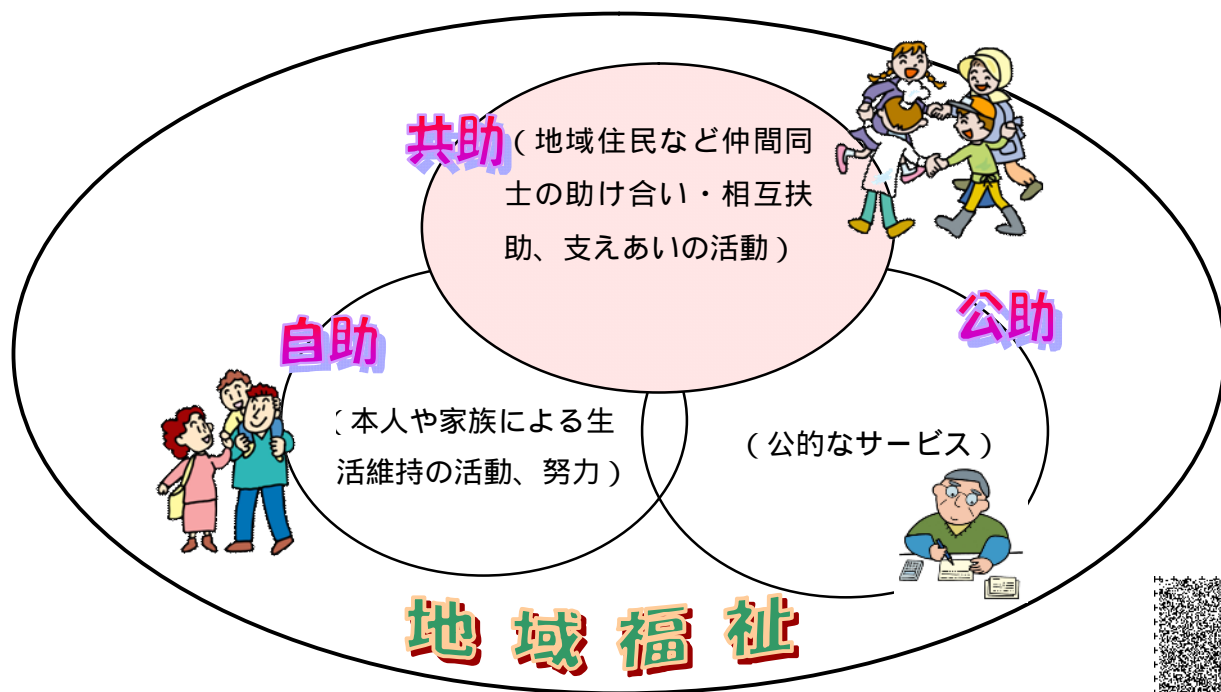 共助
（地域住民など仲間同
士の助け合い・相互扶
助、支えあいの活動）
自助
（本人や家族による生
活維持の活動、努力）
公助
（公的なサービス）
地域福祉